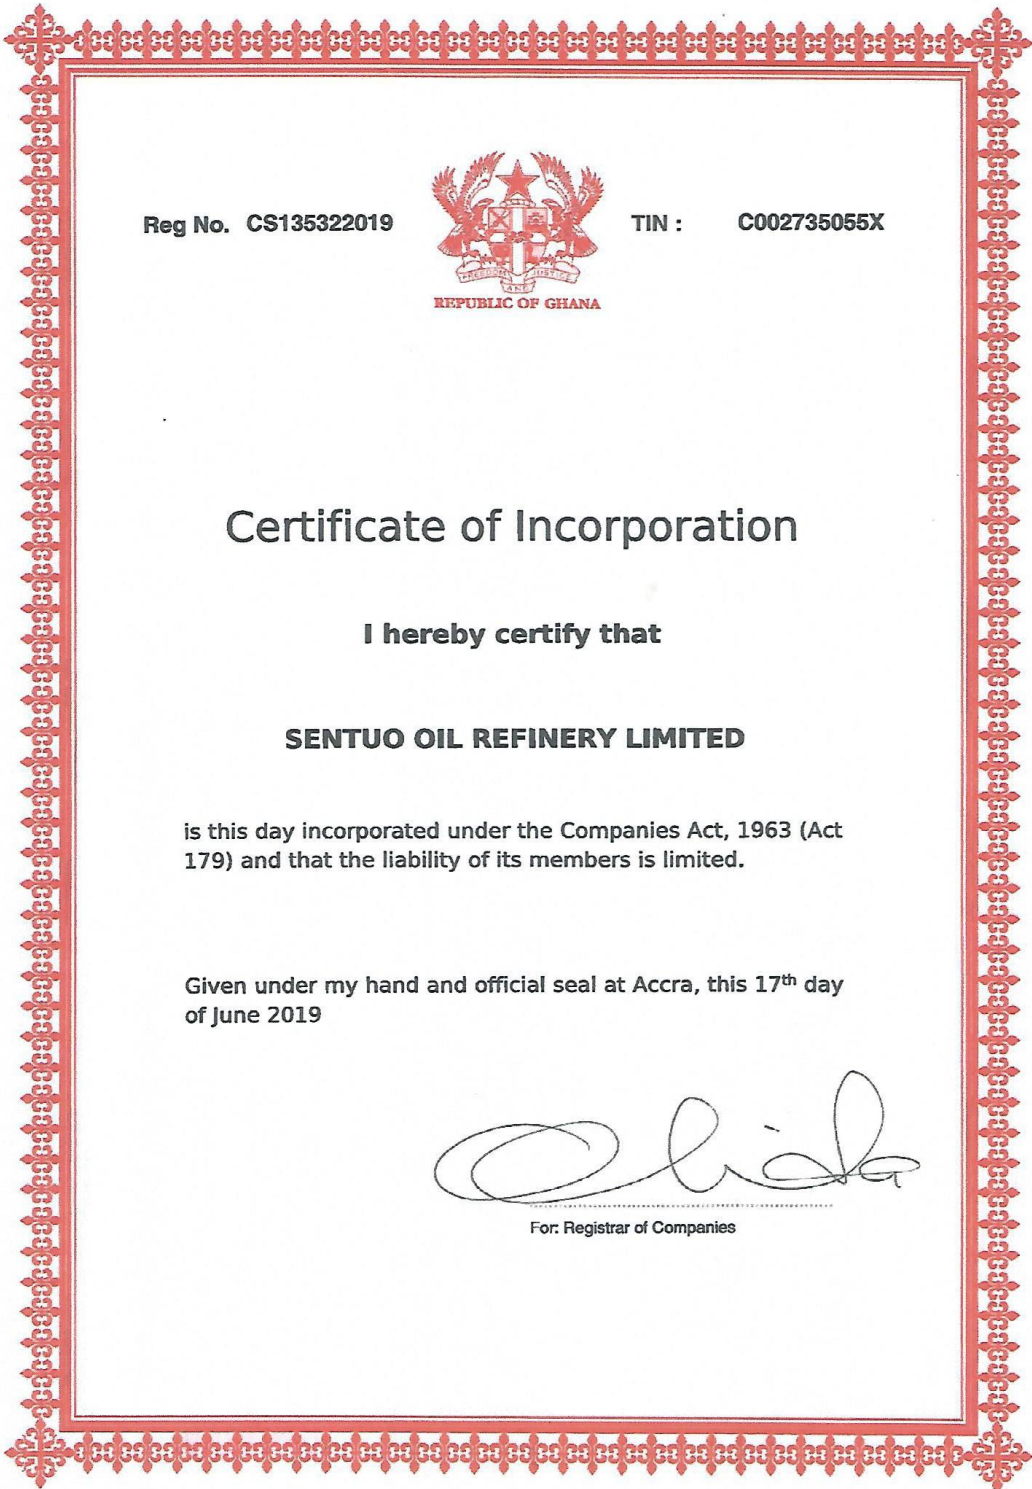 Reg No. CS135322019
TIN : C002735055X
FREEDOM AND JUSTICE
REPUBLIC OF GHANA
Certificate of Incorporation
I hereby certify that
SENTUO OIL REFINERY LIMITED
is this day incorporated under the Companies Act, 1963 (Act
179) and that the liability of its members is limited.
Given under my hand and official seal at Accra, this 17th day
of June 2019
For: Registrar of Companies